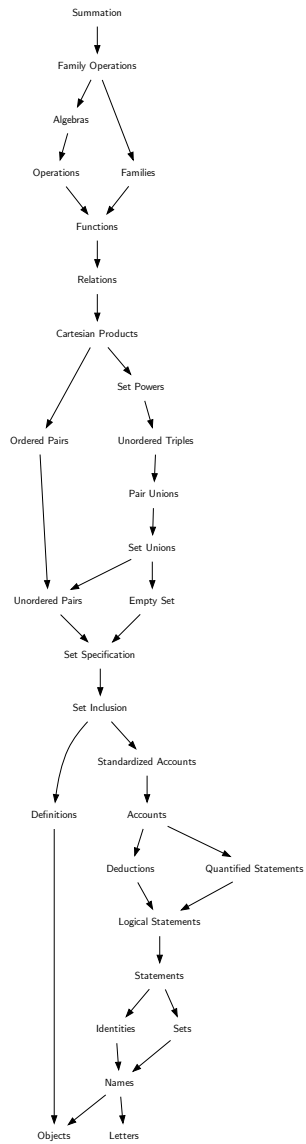 Summation
Family Operations
Algebras
Operations
Families
Functions
Relations
Cartesian Products
Set Powers
Ordered Pairs
Unordered Triples
Pair Unions
Set Unions
Unordered Pairs
Empty Set
Set Specification
Set Inclusion
Standardized Accounts
Definitions
Accounts
Deductions
Quantified Statements
Logical Statements
Statements
Identities
Sets
Names
Objects
Letters